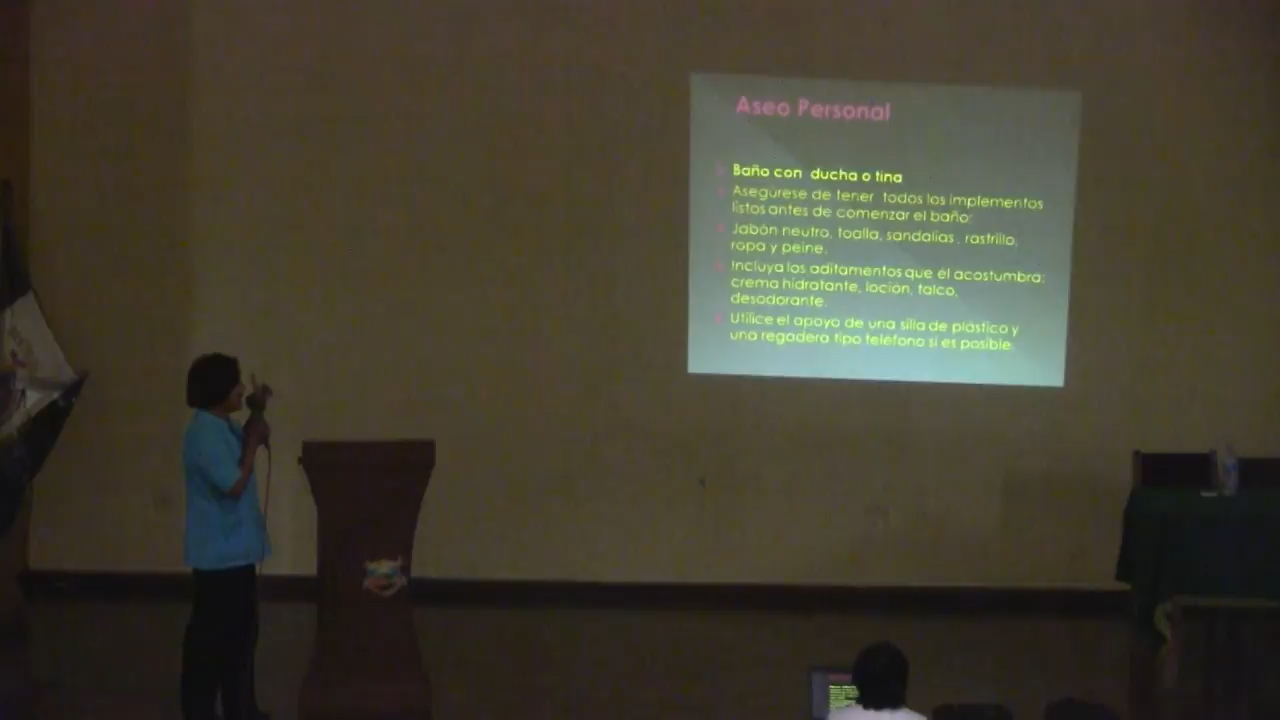 Aseo Personal
Baño con ducha o tina
Asegúrese de tener todos los implementos
listos antes de comenzar el baño:
Jabón neutro, toalla, sandalias , rastrillo,
ropa y peine.
Incluya los aditamentos que él acostumbra:
crema hidratante, loción, talco,
desodorante.
Utilice el apoyo de una silla de plástico y
una regadera tipo teléfono si es posible.